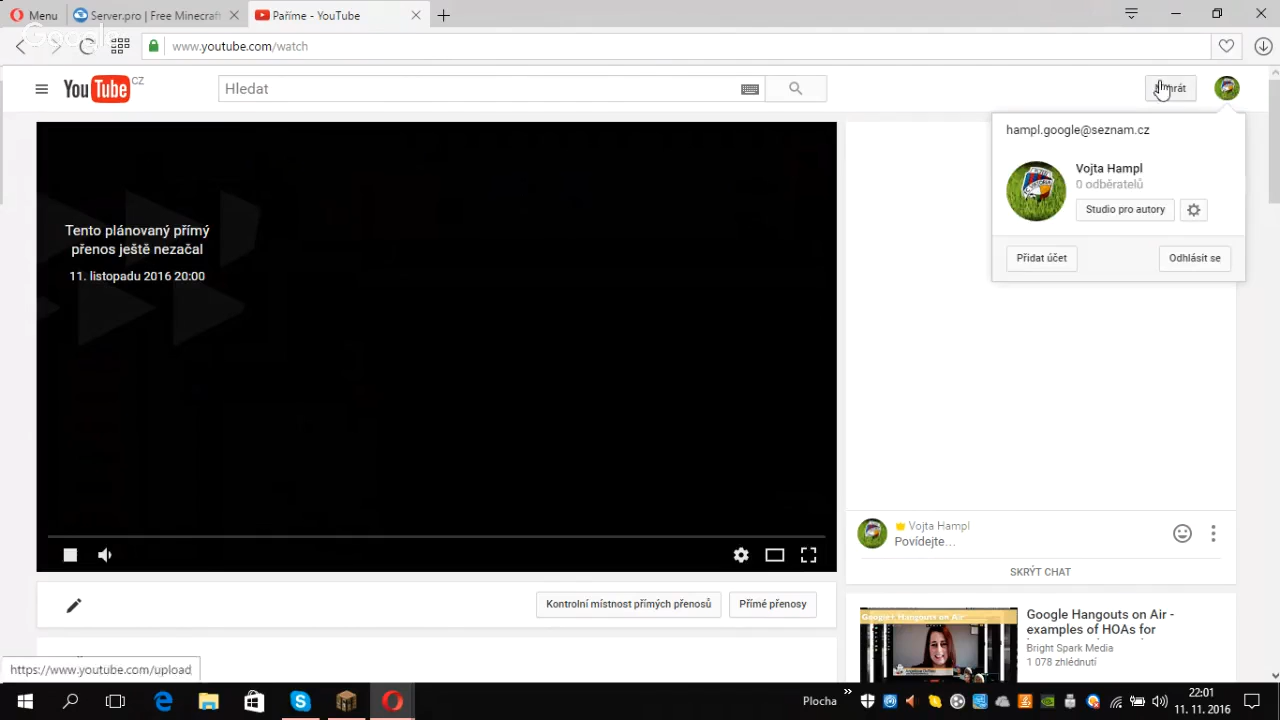 Menu
Server.pro | Free Minecraft
Paříme - YouTube
Google
www.youtube.com/watch
YouTube CZ
Hledat
hampl.google@seznam.cz
Vojta Hampl
0 odběratelů
Studio pro autory
Přidat účet
Odhlásit se
Tento plánovaný přímý
přenos ještě nezačal
11. listopadu 2016 20:00
Vojta Hampl
Povídejte…
SKRÝT CHAT
Kontrolní místnost přímých přenosů
Přímé přenosy
Google Hangouts on Air -
examples of HOAs for
Bright Spark Media
1 078 zhlédnutí
https://www.youtube.com/upload
Plocha
22:01
11. 11. 2016